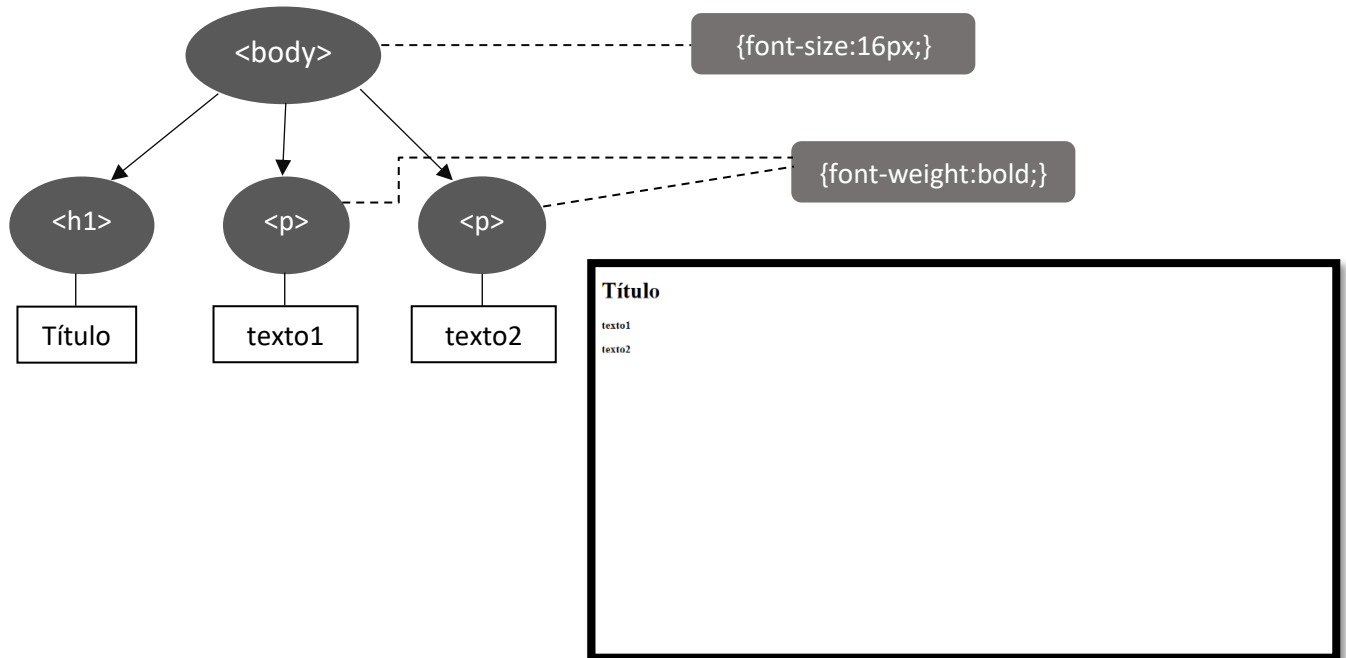 <body>
{font-size:16px;}
{font-weight:bold;}
<h1>
<p>
<p>
Título
texto1
texto2
Título
texto1
texto2